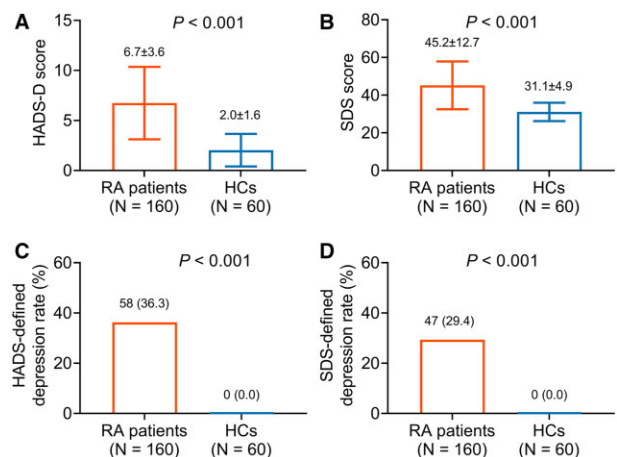 A
P < 0.001
15
10
5
0
HADS-D score
6.7±3.6
2.0±1.6
RA patients
(N = 160)
HCs
(N = 60)
B
P < 0.001
80
60
40
20
0
SDS score
45.2±12.7
31.1±4.9
RA patients
(N = 160)
HCs
(N = 60)
C
P < 0.001
60
40
20
0
HADS-defined
depression rate (%)
58 (36.3)
0 (0.0)
RA patients
(N = 160)
HCs
(N = 60)
D
P < 0.001
60
40
20
0
SDS-defined
depression rate (%)
47 (29.4)
0 (0.0)
RA patients
(N = 160)
HCs
(N = 60)